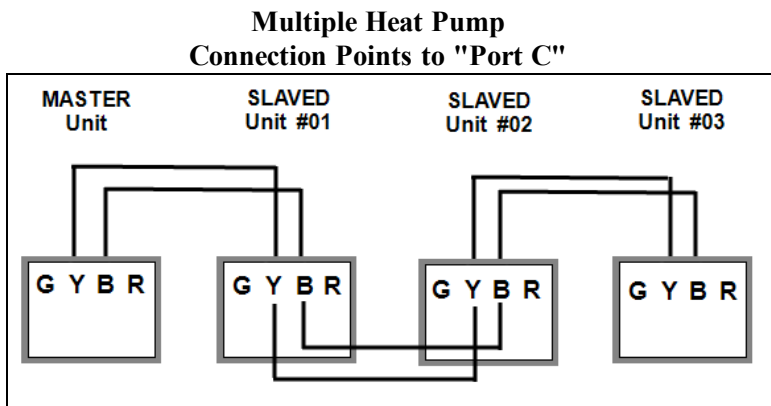 Multiple Heat Pump
Connection Points to "Port C"
MASTER
Unit
SLAVED
Unit #01
SLAVED
Unit #02
SLAVED
Unit #03
G Y B R
G Y B R
G Y B R
G Y B R